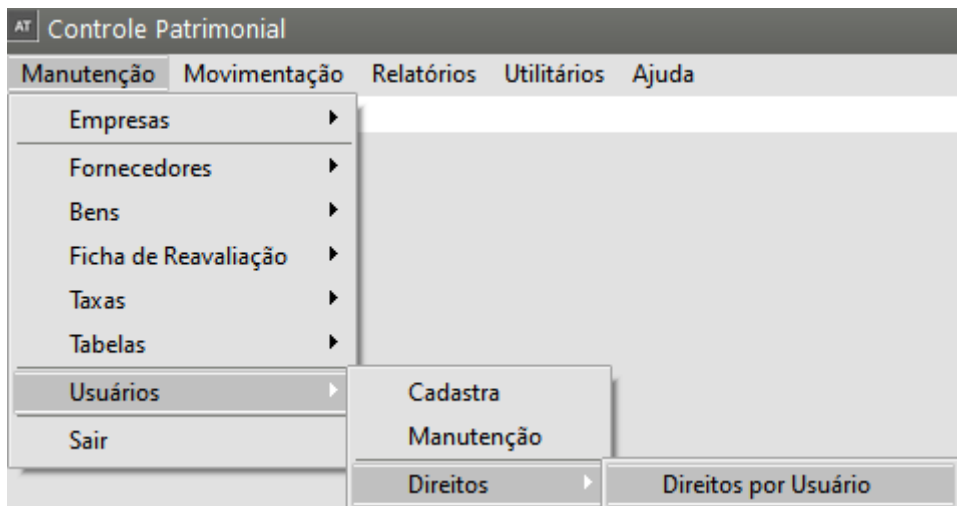 AT Controle Patrimonial
Manutenção Movimentação Relatórios Utilitários Ajuda
Empresas
Fornecedores
Bens
Ficha de Reavaliação
Taxas
Tabelas
Usuários
Sair
Cadastra
Manutenção
Direitos
Direitos por Usuário